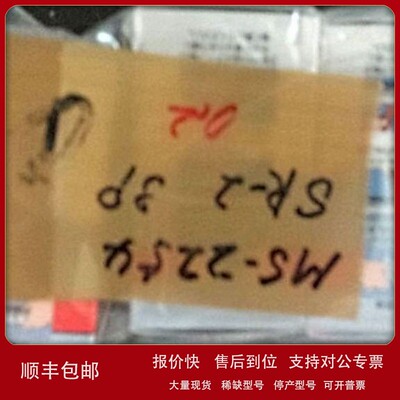 MS-2254
SR-2 3P
顺丰包邮
报价快 售后到位 支持对公专票
大量现货 稀缺型号 停产型号 可开普票